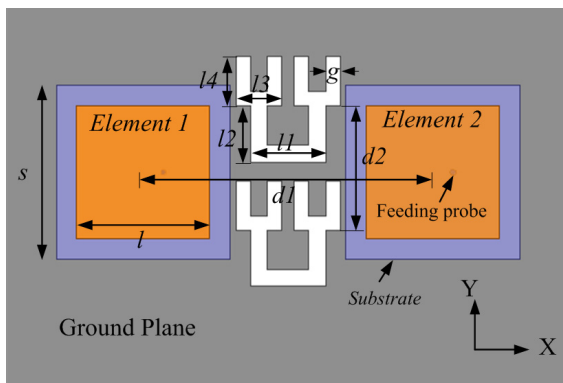 g
l4
l3
Element 1
Element 2
l2
l1
d2
s
d1
Feeding probe
l
Substrate
Y
Ground Plane
X